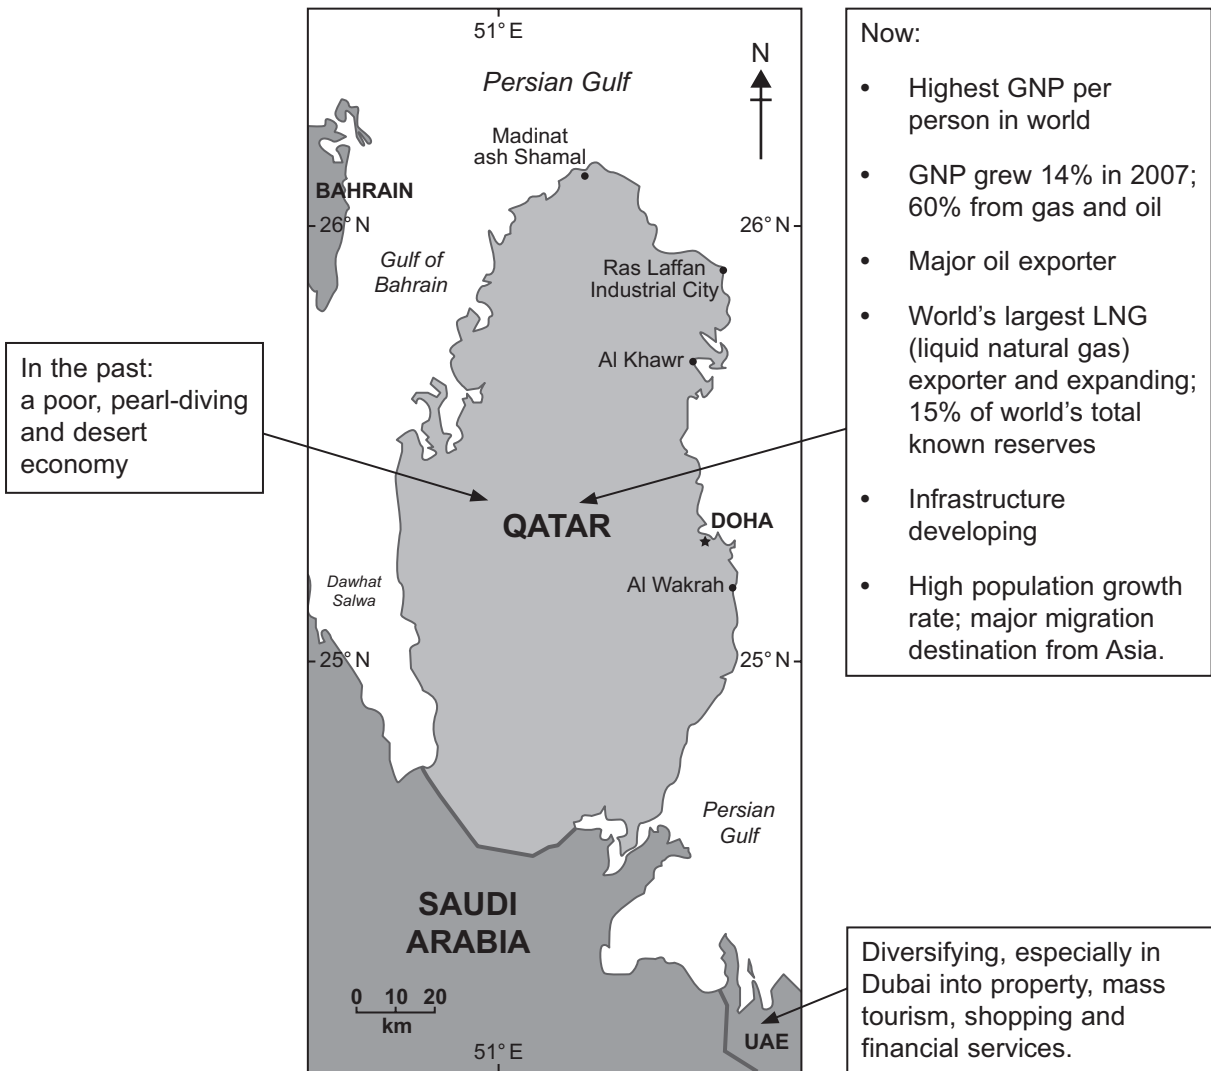 51° E
Persian Gulf
N
Madinat
ash Shamal
BAHRAIN
26° N
26° N
Gulf of
Bahrain
Ras Laffan
Industrial City
Al Khawr
QATAR
DOHA
Al Wakrah
Dawhat
Salwa
25° N
25° N
Persian
Gulf
SAUDI
ARABIA
0 10 20
km
UAE
51° E
In the past:
a poor, pearl-diving
and desert
economy
Now:
• Highest GNP per
person in world
• GNP grew 14% in 2007;
60% from gas and oil
• Major oil exporter
• World’s largest LNG
(liquid natural gas)
exporter and expanding;
15% of world’s total
known reserves
• Infrastructure
developing
• High population growth
rate; major migration
destination from Asia.
Diversifying, especially in
Dubai into property, mass
tourism, shopping and
financial services.